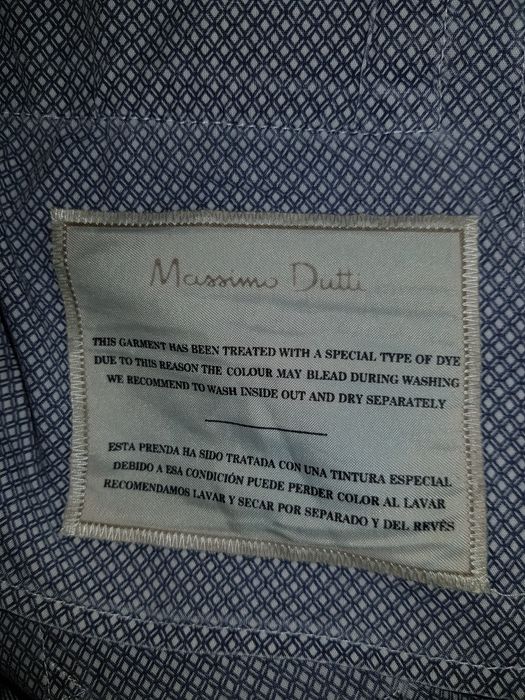 Massimo Dutti
THIS GARMENT HAS BEEN TREATED WITH A SPECIAL TYPE OF DYE
DUE TO THIS REASON THE COLOUR MAY BLEAD DURING WASHING
WE RECOMMEND TO WASH INSIDE OUT AND DRY SEPARATELY
ESTA PRENDA HA SIDO TRATADA CON UNA TINTURA ESPECIAL
DEBIDO A ESA CONDICIÓN PUEDE PERDER COLOR AL LAVAR
RECOMENDAMOS LAVAR Y SECAR POR SEPARADO Y DEL REVÉS